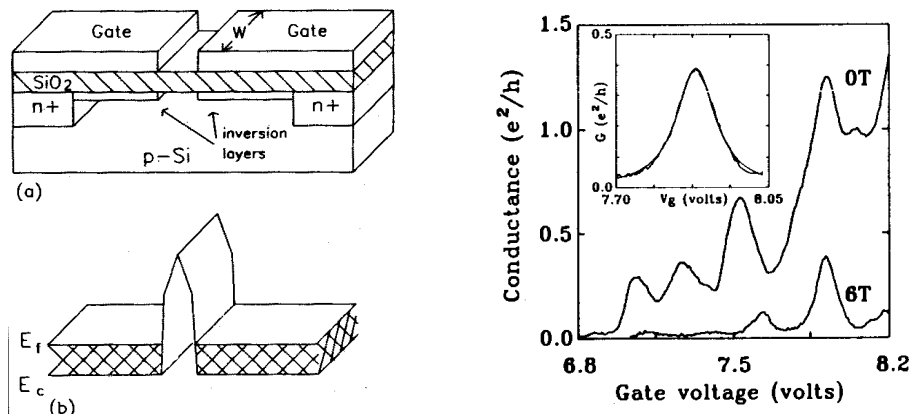 Gate
W
Gate
SiO₂
n+
n+
inversion
layers
p-Si
(a)
E_f
E_c
(b)
1.5
1.0
0.5
0.0
Conductance (e²/h)
6.8
7.5
8.2
Gate voltage (volts)
0T
6T
0.5
0.0
G (e²/h)
7.70
8.05
V_g (volts)